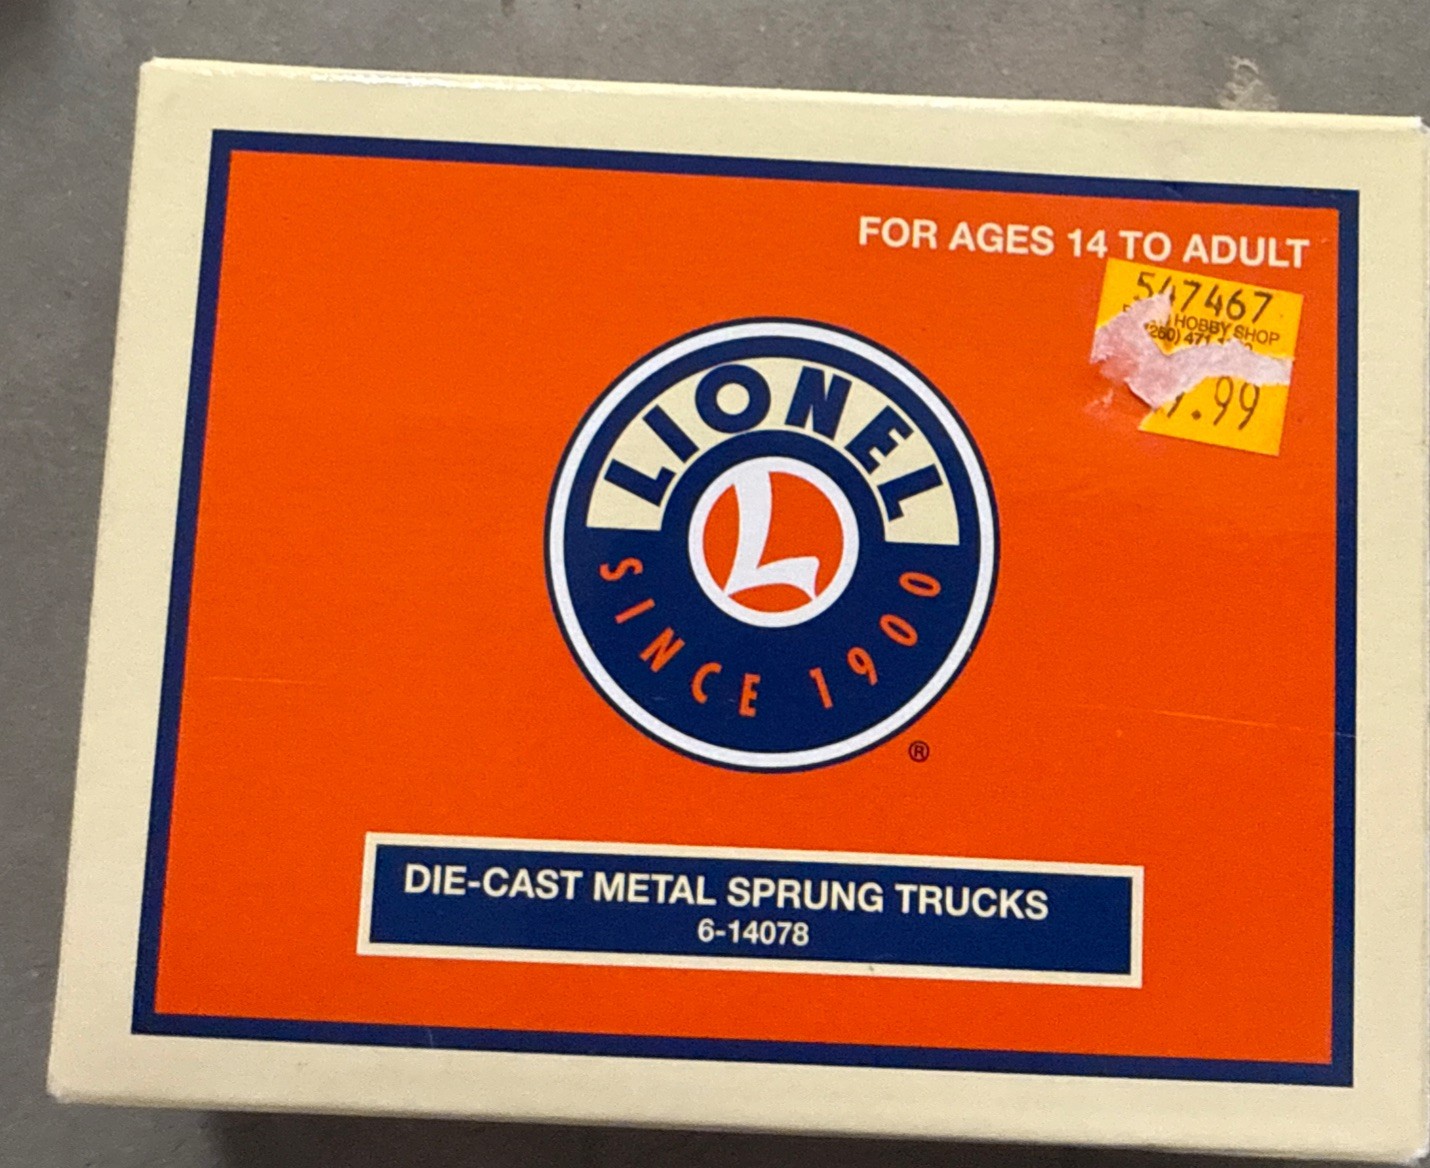 FOR AGES 14 TO ADULT
547467
HOBBY SHOP
.99
LIONEL
L
SINCE 1900
®
DIE-CAST METAL SPRUNG TRUCKS
6-14078